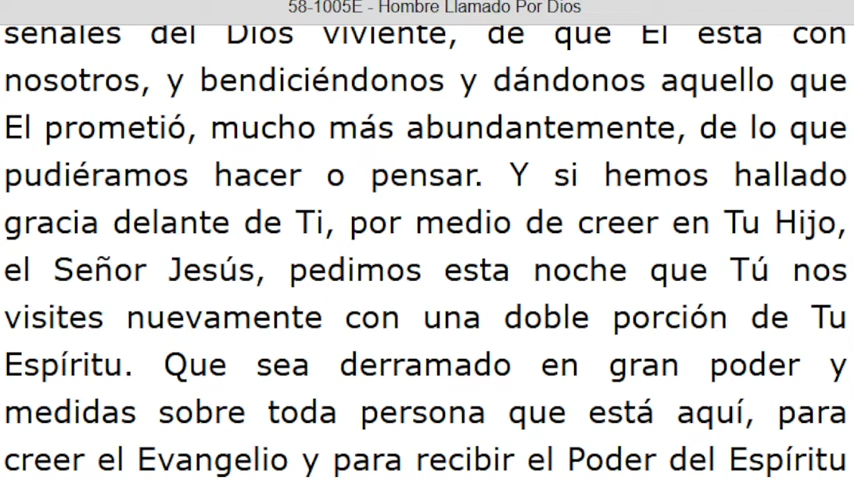 58-1005E - Hombre Llamado Por Dios
señales del Dios viviente, de que El está con
nosotros, y bendiciéndonos y dándonos aquello que
El prometió, mucho más abundantemente, de lo que
pudiéramos hacer o pensar. Y si hemos hallado
gracia delante de Ti, por medio de creer en Tu Hijo,
el Señor Jesús, pedimos esta noche que Tú nos
visites nuevamente con una doble porción de Tu
Espíritu. Que sea derramado en gran poder y
medidas sobre toda persona que está aquí, para
creer el Evangelio y para recibir el Poder del Espíritu